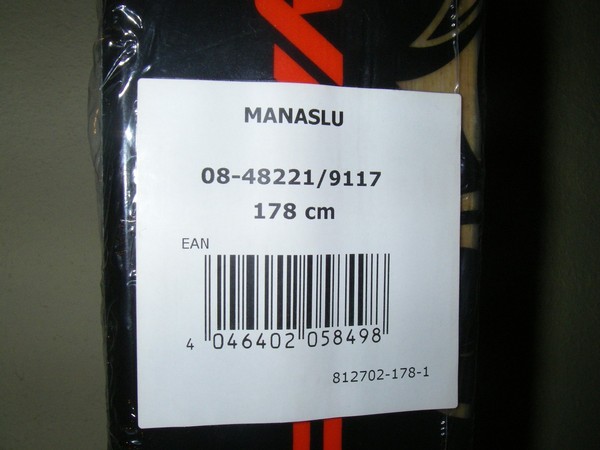 MANASLU
08-48221/9117
178 cm
EAN
4 046402 058498
812702-178-1